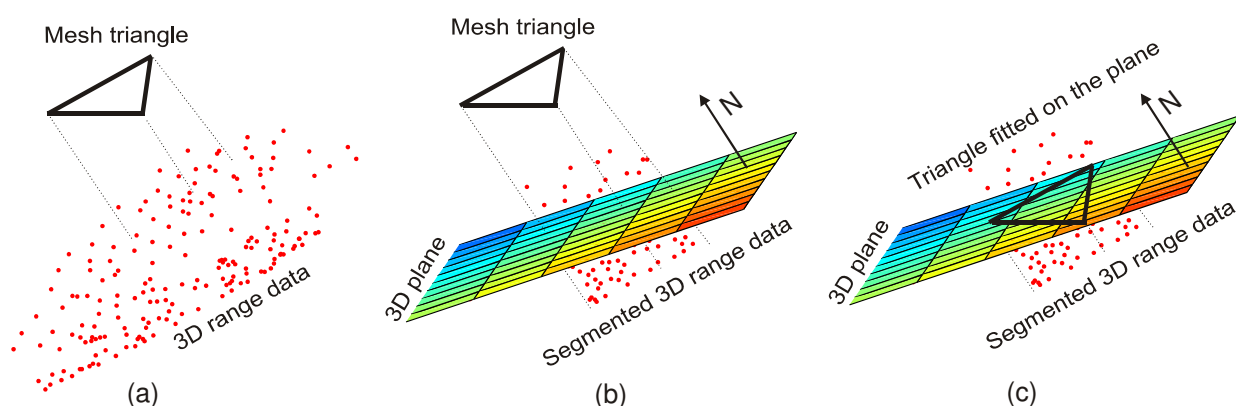 Mesh triangle
3D range data
(a)
Mesh triangle
N
3D plane
Segmented 3D range data
(b)
Triangle fitted on the plane
N
3D plane
Segmented 3D range data
(c)